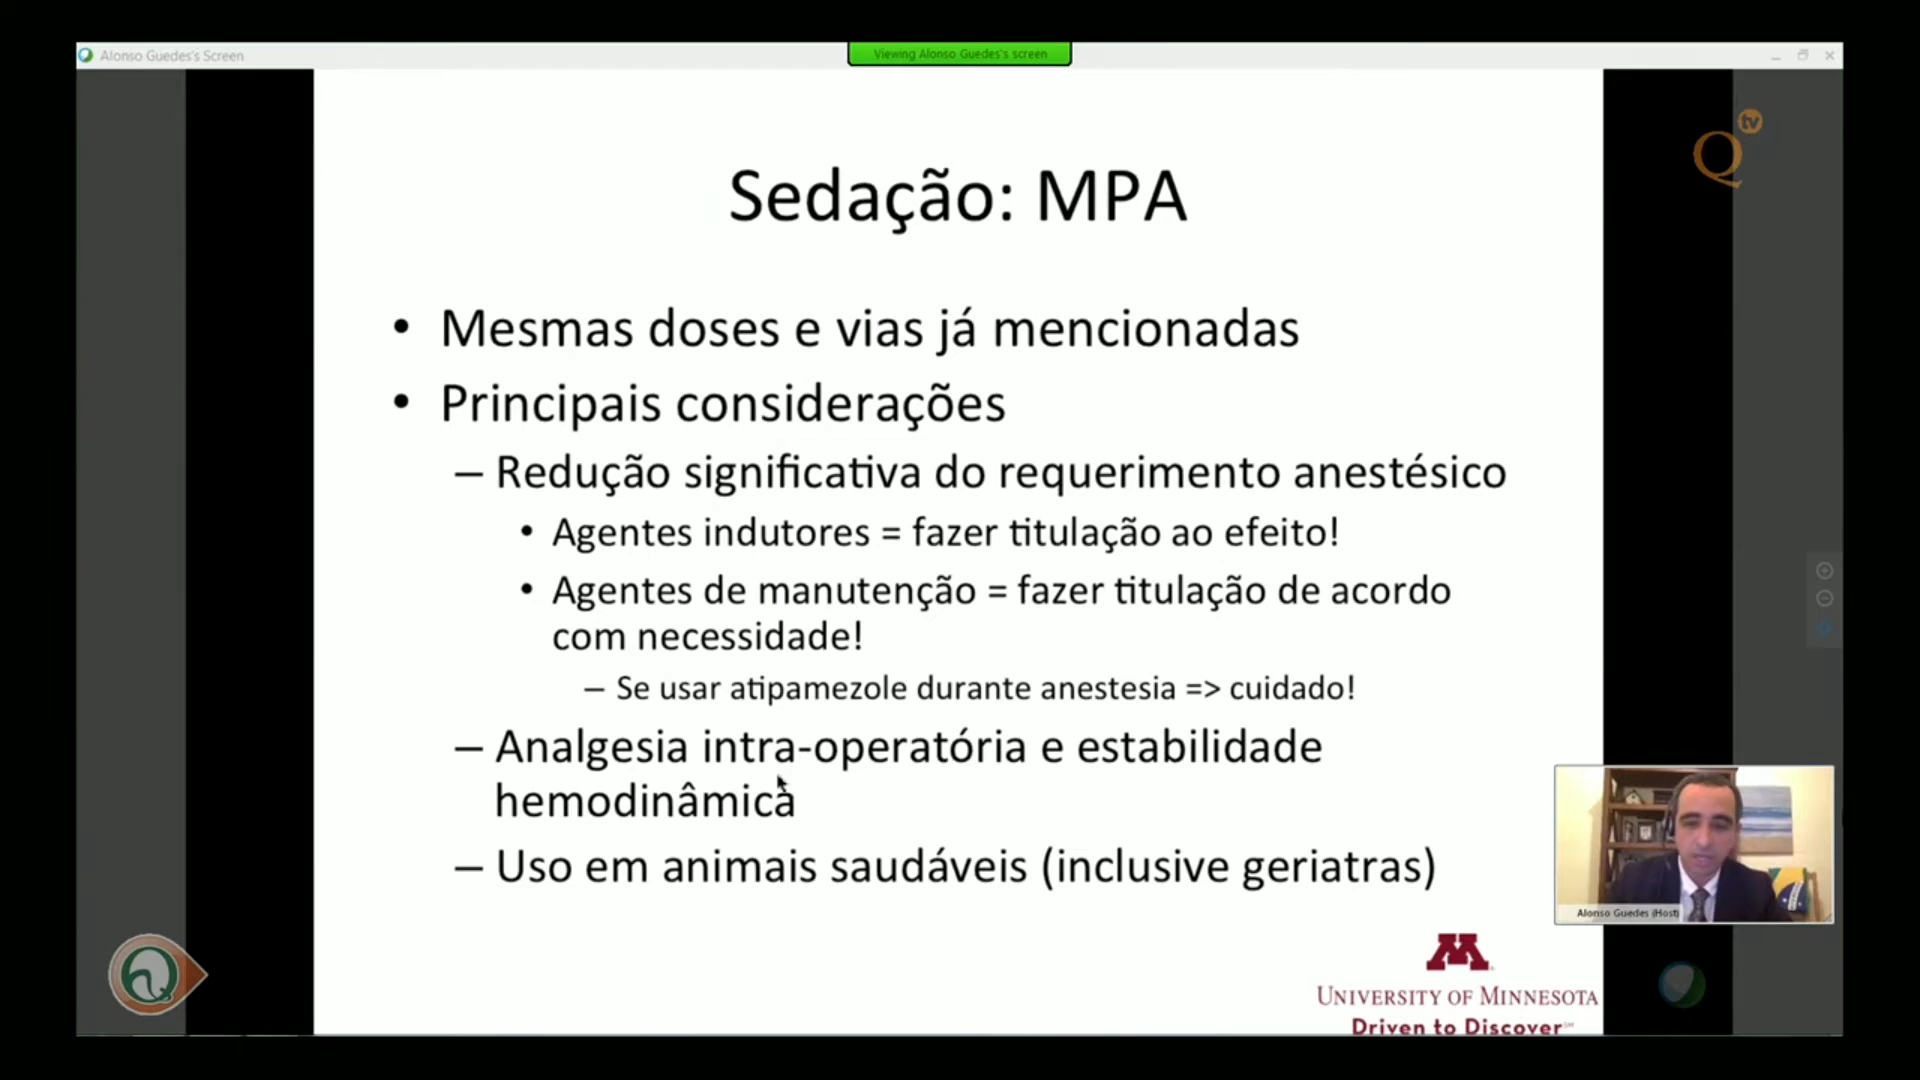 Alonso Guedes's Screen
Viewing Alonso Guedes's screen
Q tv
Sedação: MPA
• Mesmas doses e vias já mencionadas
• Principais considerações
– Redução significativa do requerimento anestésico
• Agentes indutores = fazer titulação ao efeito!
• Agentes de manutenção = fazer titulação de acordo
com necessidade!
– Se usar atipamezole durante anestesia => cuidado!
– Analgesia intra-operatória e estabilidade
hemodinâmica
– Uso em animais saudáveis (inclusive geriatras)
Alonso Guedes (Host)
M
UNIVERSITY OF MINNESOTA
Driven to Discover℠